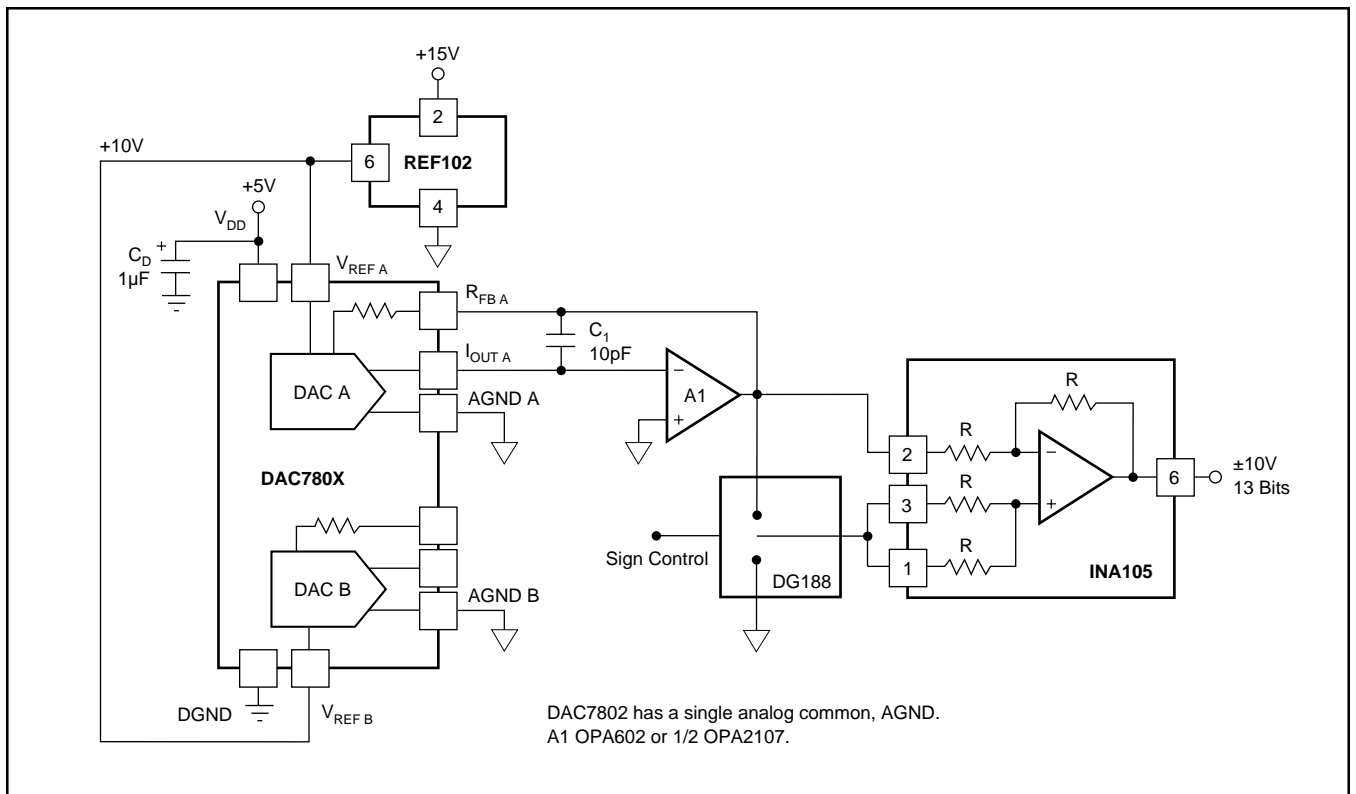 +15V
2
+10V
6
REF102
+5V
4
V_DD
C_D
+
1µF
V_REF A
R_FB A
C_1
10pF
I_OUT A
DAC A
AGND A
−
A1
+
R
R
2
−
DAC780X
3
R
+
6
±10V
13 Bits
Sign Control
R
1
DG188
INA105
DAC B
AGND B
DGND
V_REF B
DAC7802 has a single analog common, AGND.
A1 OPA602 or 1/2 OPA2107.